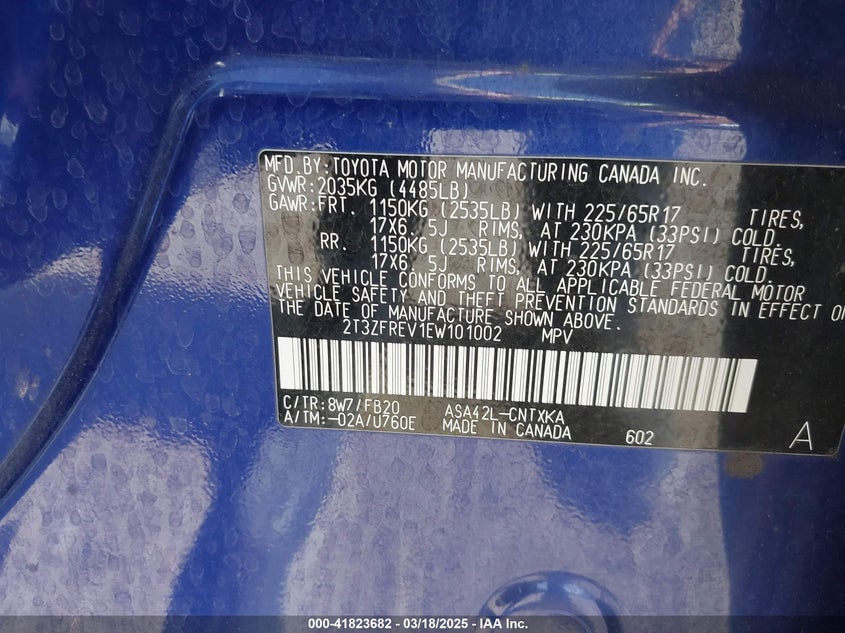 MFD.BY:TOYOTA MOTOR MANUFACTURING CANADA INC.
GVWR:2035KG (4485LB)
GAWR:FRT. 1150KG (2535LB) WITH 225/65R17 TIRES,
17X6.5J RIMS, AT 230KPA (33PSI) COLD.
RR. 1150KG (2535LB) WITH 225/65R17 TIRES,
17X6.5J RIMS, AT 230KPA (33PSI) COLD.
THIS VEHICLE CONFORMS TO ALL APPLICABLE FEDERAL MOTOR
VEHICLE SAFETY AND THEFT PREVENTION STANDARDS IN EFFECT ON
THE DATE OF MANUFACTURE SHOWN ABOVE.
2T3ZFREV1EW101002 MPV
C/TR:8W7/FB20 ASA42L-CNTXKA
A/TM:-02A/U760E MADE IN CANADA 602 A
000-41823682 - 03/18/2025 - IAA Inc.